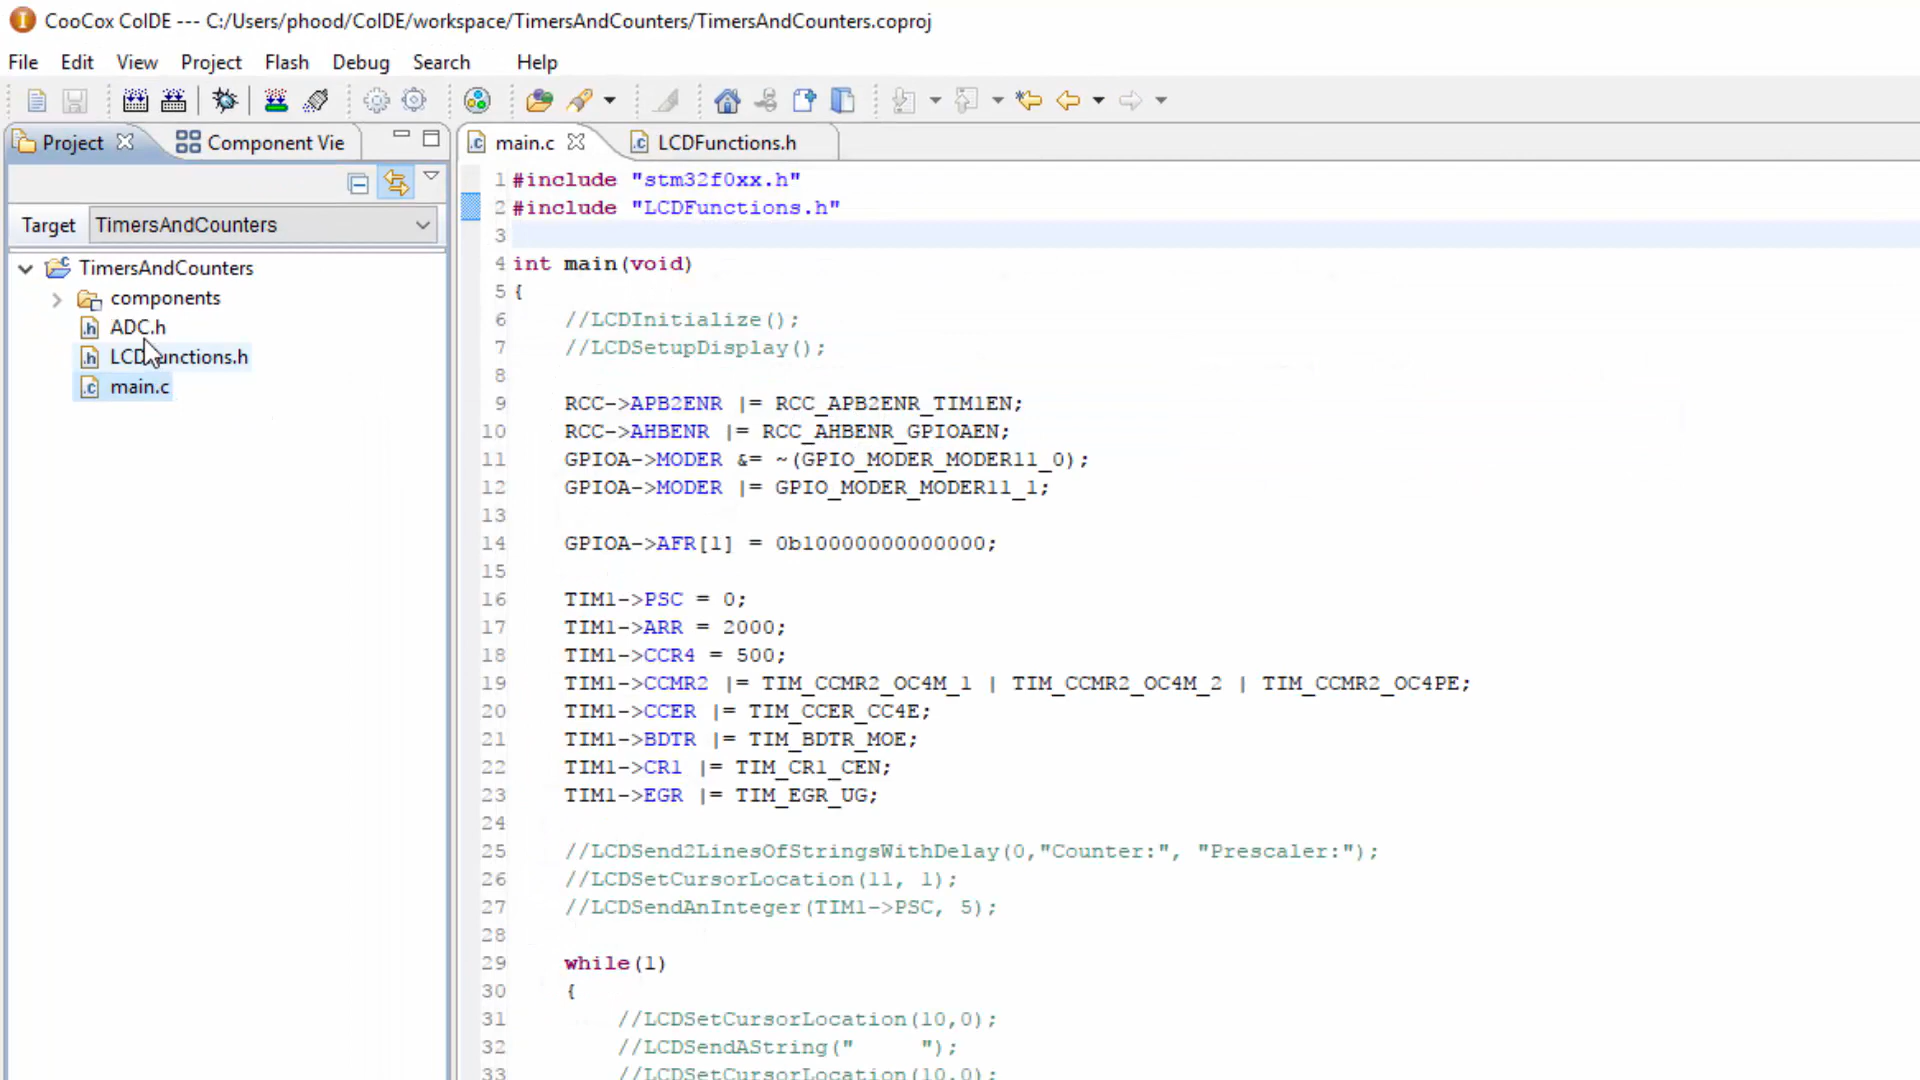 CooCox CoIDE --- C:/Users/phood/CoIDE/workspace/TimersAndCounters/TimersAndCounters.coproj
File Edit View Project Flash Debug Search Help
Project Component Vie
main.c LCDFunctions.h
Target TimersAndCounters
TimersAndCounters
components
ADC.h
LCDFunctions.h
main.c
1 #include "stm32f0xx.h"
2 #include "LCDFunctions.h"
3
4 int main(void)
5 {
6 //LCDInitialize();
7 //LCDSetupDisplay();
8
9 RCC->APB2ENR |= RCC_APB2ENR_TIM1EN;
10 RCC->AHBENR |= RCC_AHBENR_GPIOAEN;
11 GPIOA->MODER &= ~(GPIO_MODER_MODER11_0);
12 GPIOA->MODER |= GPIO_MODER_MODER11_1;
13
14 GPIOA->AFR[1] = 0b10000000000000;
15
16 TIM1->PSC = 0;
17 TIM1->ARR = 2000;
18 TIM1->CCR4 = 500;
19 TIM1->CCMR2 |= TIM_CCMR2_OC4M_1 | TIM_CCMR2_OC4M_2 | TIM_CCMR2_OC4PE;
20 TIM1->CCER |= TIM_CCER_CC4E;
21 TIM1->BDTR |= TIM_BDTR_MOE;
22 TIM1->CR1 |= TIM_CR1_CEN;
23 TIM1->EGR |= TIM_EGR_UG;
24
25 //LCDSend2LinesOfStringsWithDelay(0,"Counter:", "Prescaler:");
26 //LCDSetCursorLocation(11, 1);
27 //LCDSendAnInteger(TIM1->PSC, 5);
28
29 while(1)
30 {
31 //LCDSetCursorLocation(10,0);
32 //LCDSendAString("     ");
33 //LCDSetCursorLocation(10,0);